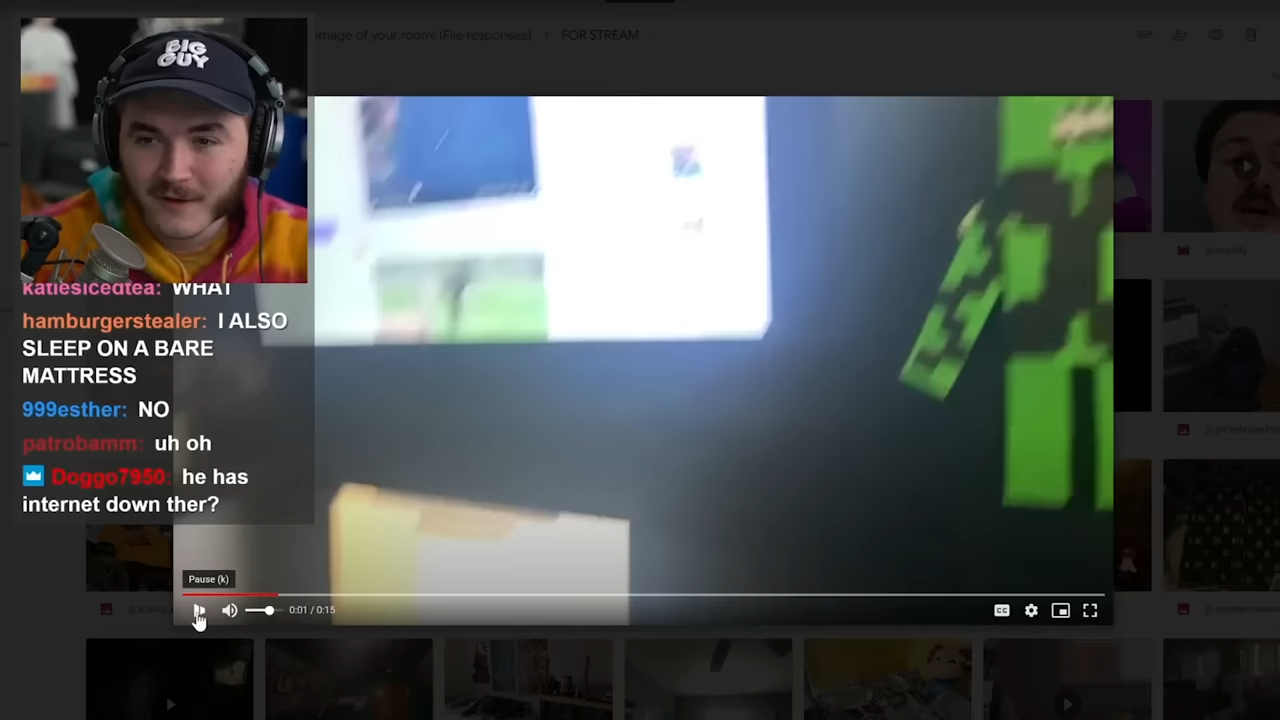 image of your room! (File responses) > FOR STREAM
BIG
GUY
katiesicedtea: WHAT
hamburgerstealer: I ALSO
SLEEP ON A BARE
MATTRESS
999esther: NO
patrobamm: uh oh
Doggo7950: he has
internet down ther?
Pause (k)
0:01 / 0:15
CC